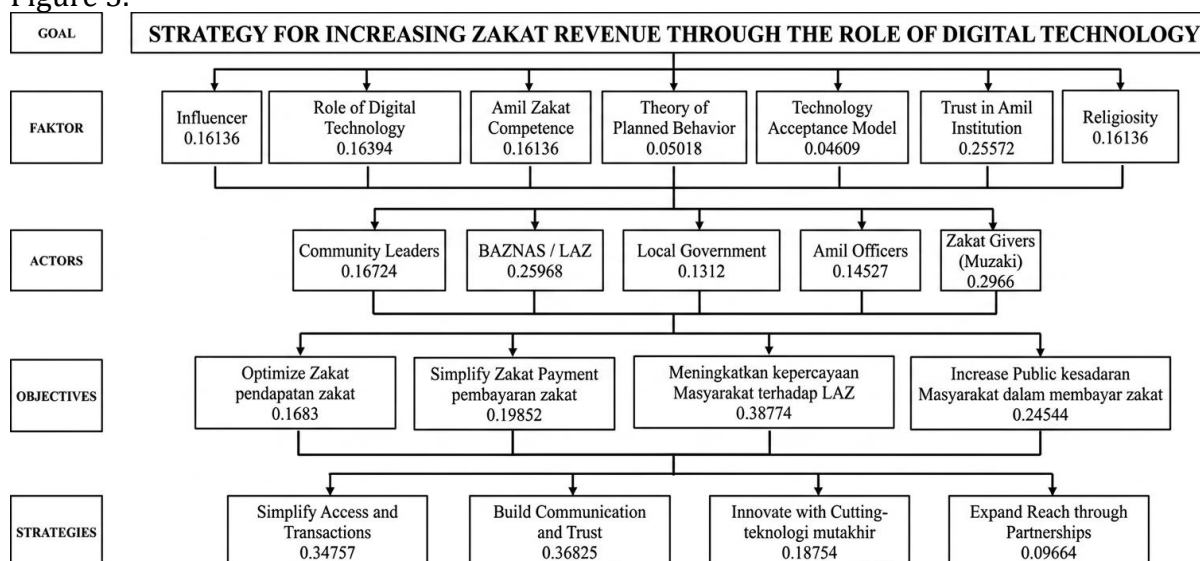 Figure 3.
GOAL
STRATEGY FOR INCREASING ZAKAT REVENUE THROUGH THE ROLE OF DIGITAL TECHNOLOGY
FAKTOR
Influencer
0.16136
Role of Digital
Technology
0.16394
Amil Zakat
Competence
0.16136
Theory of
Planned Behavior
0.05018
Technology
Acceptance Model
0.04609
Trust in Amil
Institution
0.25572
Religiosity
0.16136
ACTORS
Community Leaders
0.16724
BAZNAS / LAZ
0.25968
Local Government
0.1312
Amil Officers
0.14527
Zakat Givers
(Muzaki)
0.2966
OBJECTIVES
Optimize Zakat
pendapatan zakat
0.1683
Simplify Zakat Payment
pembayaran zakat
0.19852
Meningkatkan kepercayaan
Masyarakat terhadap LAZ
0.38774
Increase Public kesadaran
Masyarakat dalam membayar zakat
0.24544
STRATEGIES
Simplify Access and
Transactions
0.34757
Build Communication
and Trust
0.36825
Innovate with Cutting-
teknologi mutakhir
0.18754
Expand Reach through
Partnerships
0.09664